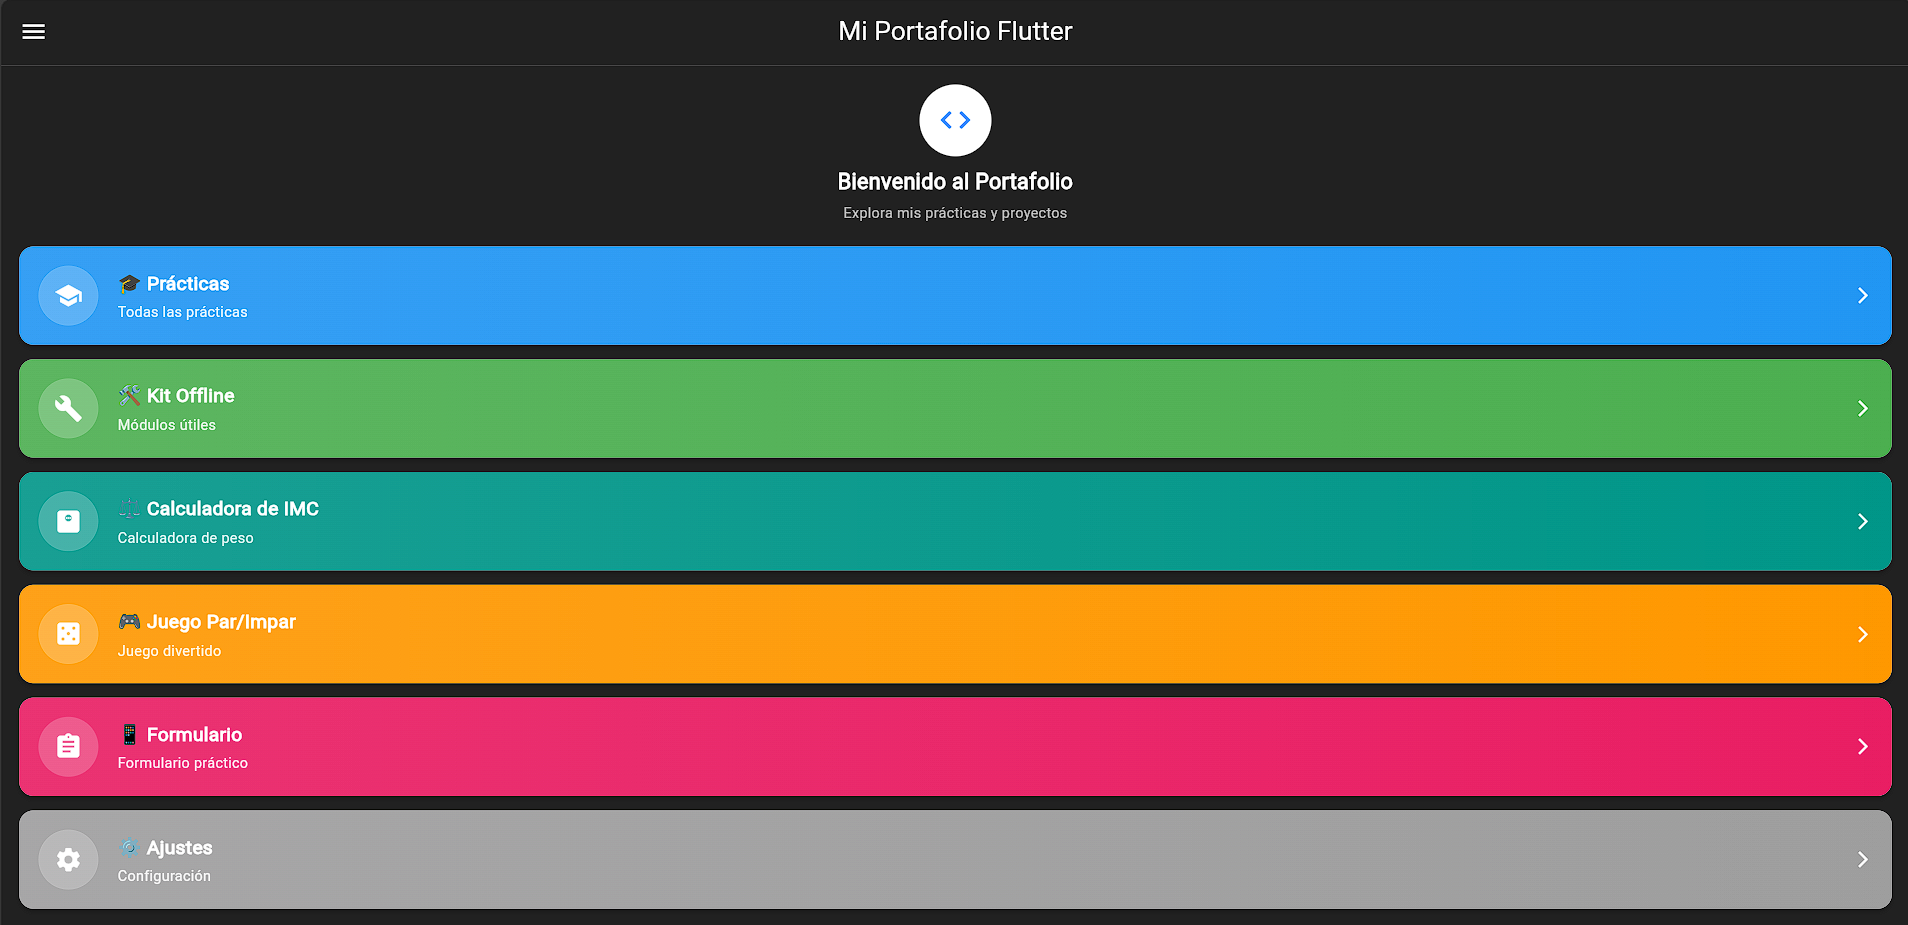 Mi Portafolio Flutter
Bienvenido al Portafolio
Explora mis prácticas y proyectos
🎓 Prácticas
Todas las prácticas
🛠️ Kit Offline
Módulos útiles
⚖️ Calculadora de IMC
Calculadora de peso
🎮 Juego Par/Impar
Juego divertido
📱 Formulario
Formulario práctico
⚙️ Ajustes
Configuración